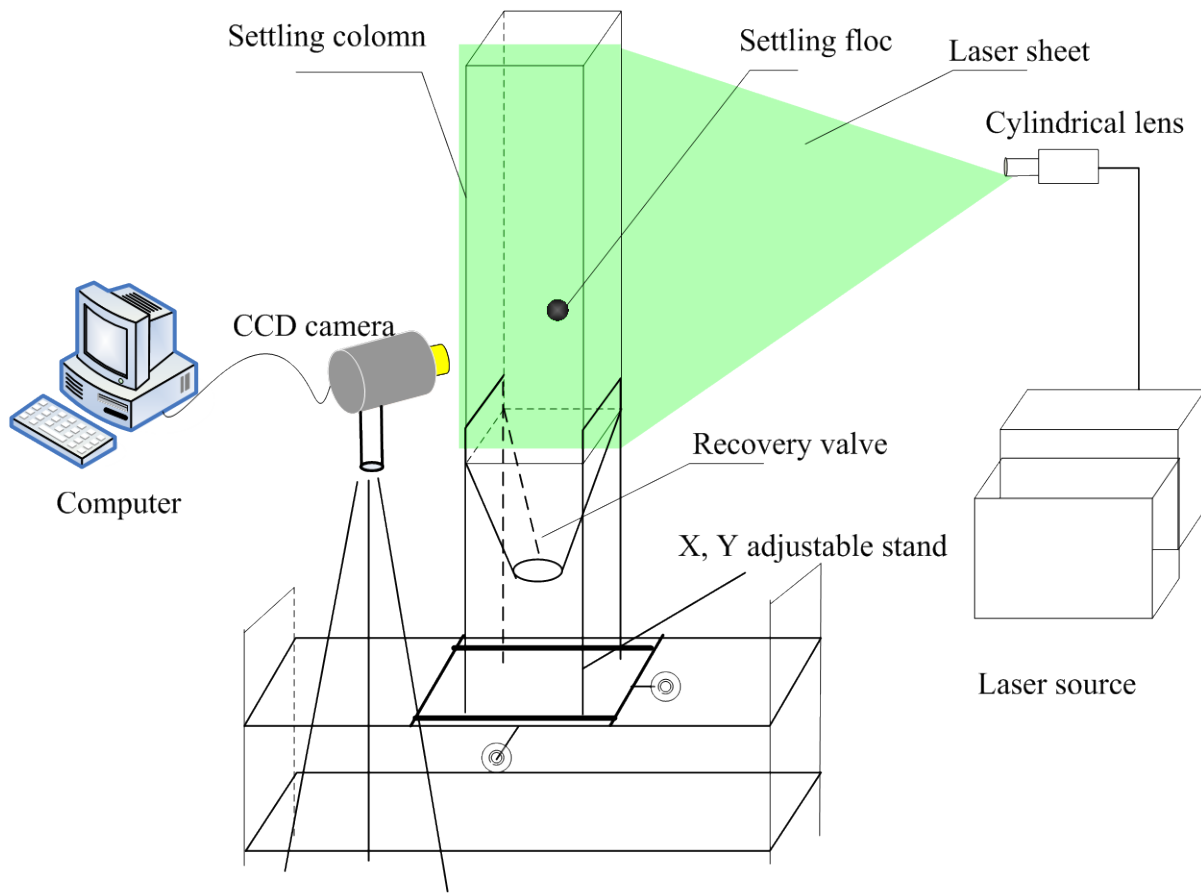 Settling colomn
Settling floc
Laser sheet
Cylindrical lens
CCD camera
Computer
Recovery valve
X, Y adjustable stand
Laser source